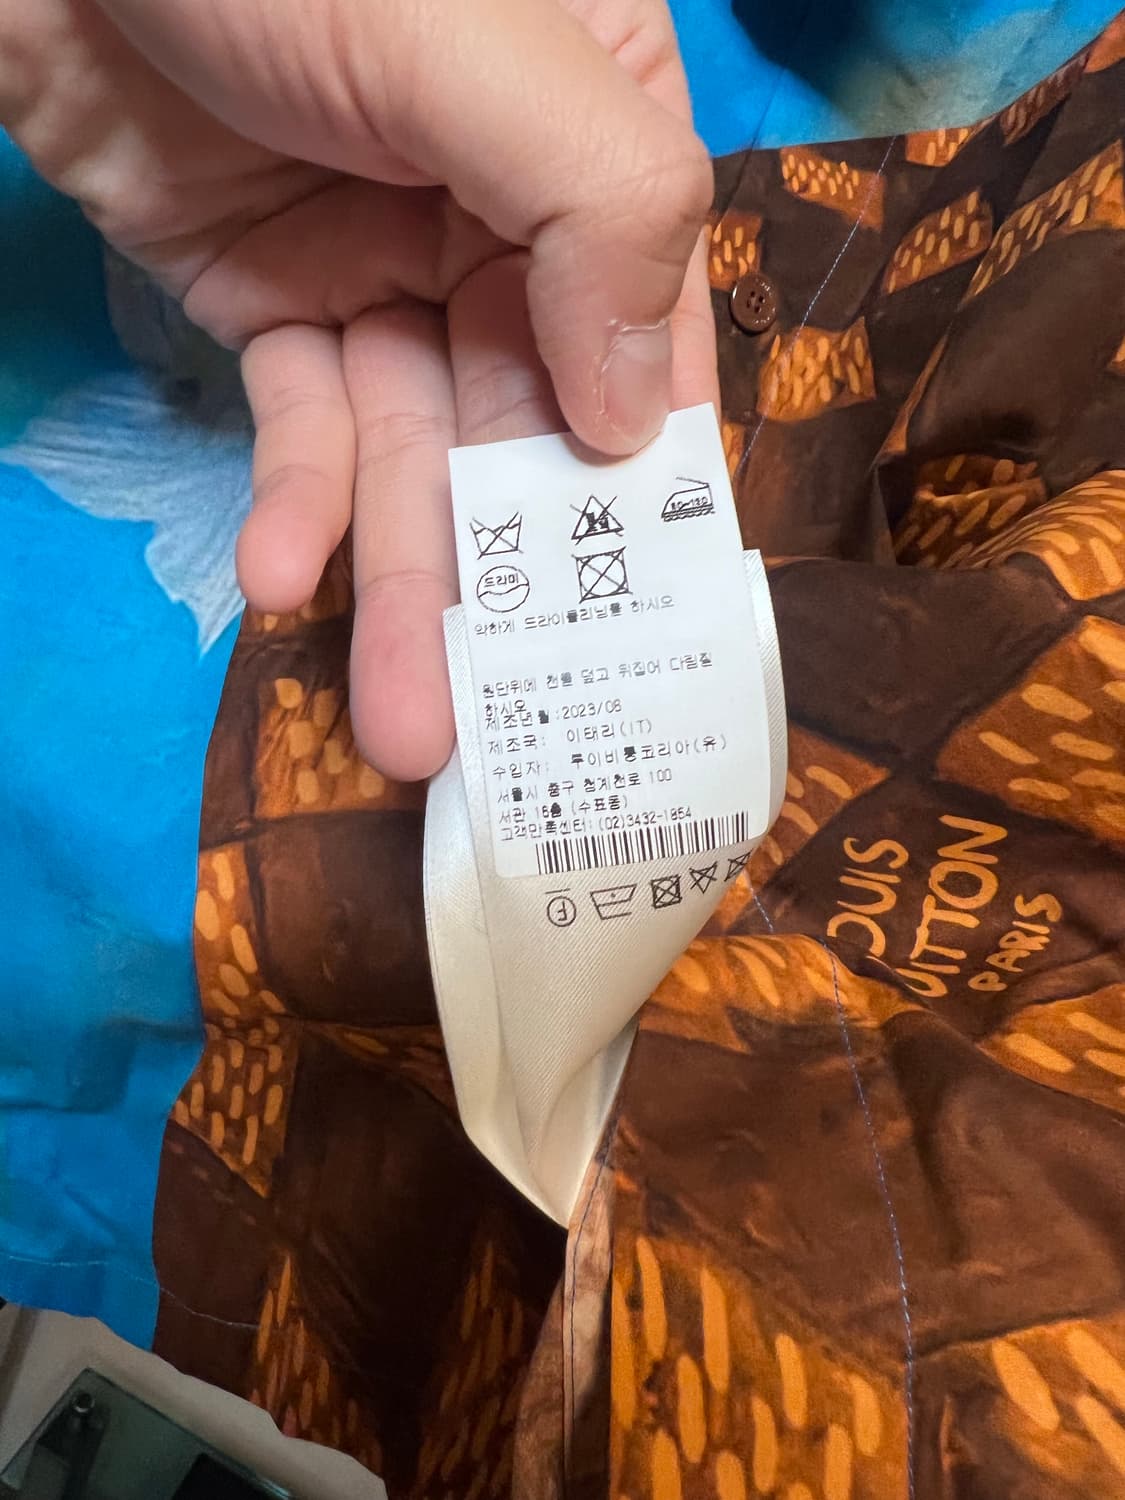 80~120
드라이
약하게 드라이클리닝을 하시오
원단위에 천을 덮고 뒤집어 다림질
하시오
제조년월:2023/08
제조국: 이태리(IT)
수입자: 루이비통코리아(유)
서울시 중구 청계천로 100
서관 16층 (수표동)
고객만족센터:(02)3432-1854
F
LOUIS
VUITTON
PARIS